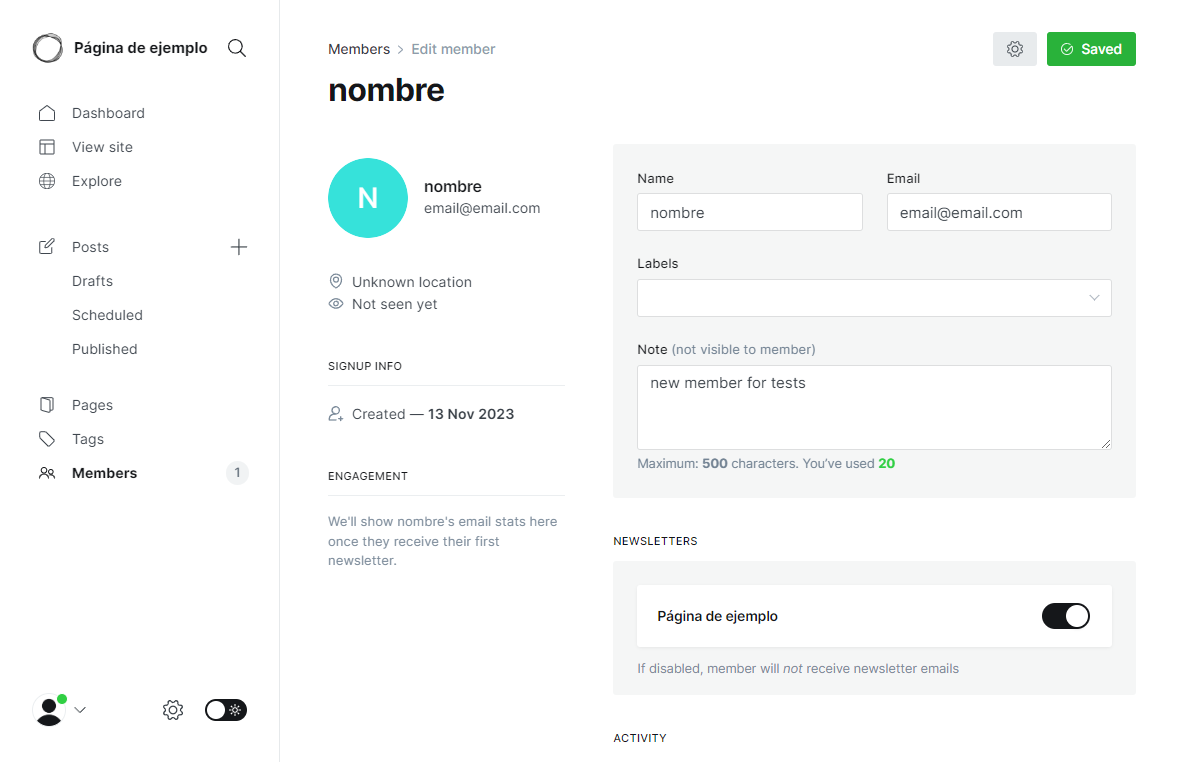 Página de ejemplo
Dashboard
View site
Explore
Posts
Drafts
Scheduled
Published
Pages
Tags
Members 1
Members > Edit member
Saved
nombre
N
nombre
email@email.com
Unknown location
Not seen yet
SIGNUP INFO
Created — 13 Nov 2023
ENGAGEMENT
We'll show nombre's email stats here
once they receive their first
newsletter.
Name Email
nombre email@email.com
Labels
Note (not visible to member)
new member for tests
Maximum: 500 characters. You've used 20
NEWSLETTERS
Página de ejemplo
If disabled, member will not receive newsletter emails
ACTIVITY